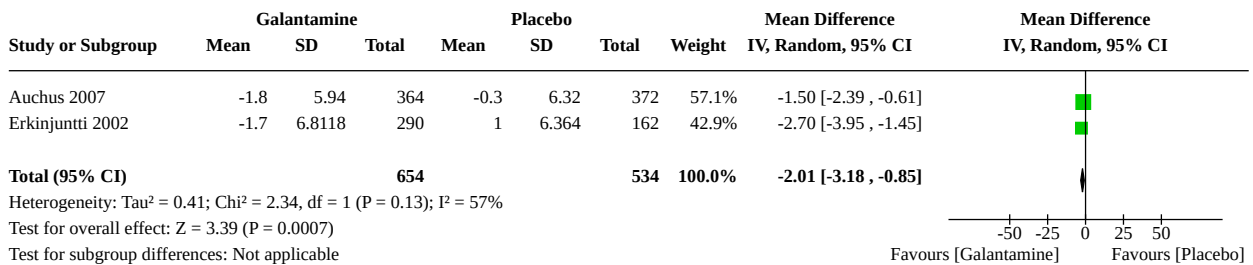 Galantamine Placebo Mean Difference Mean Difference
Study or Subgroup Mean SD Total Mean SD Total Weight IV, Random, 95% CI IV, Random, 95% CI
Auchus 2007 -1.8 5.94 364 -0.3 6.32 372 57.1% -1.50 [-2.39 , -0.61]
Erkinjuntti 2002 -1.7 6.8118 290 1 6.364 162 42.9% -2.70 [-3.95 , -1.45]
Total (95% CI) 654 534 100.0% -2.01 [-3.18 , -0.85]
Heterogeneity: Tau² = 0.41; Chi² = 2.34, df = 1 (P = 0.13); I² = 57%
Test for overall effect: Z = 3.39 (P = 0.0007) -50 -25 0 25 50
Test for subgroup differences: Not applicable Favours [Galantamine] Favours [Placebo]